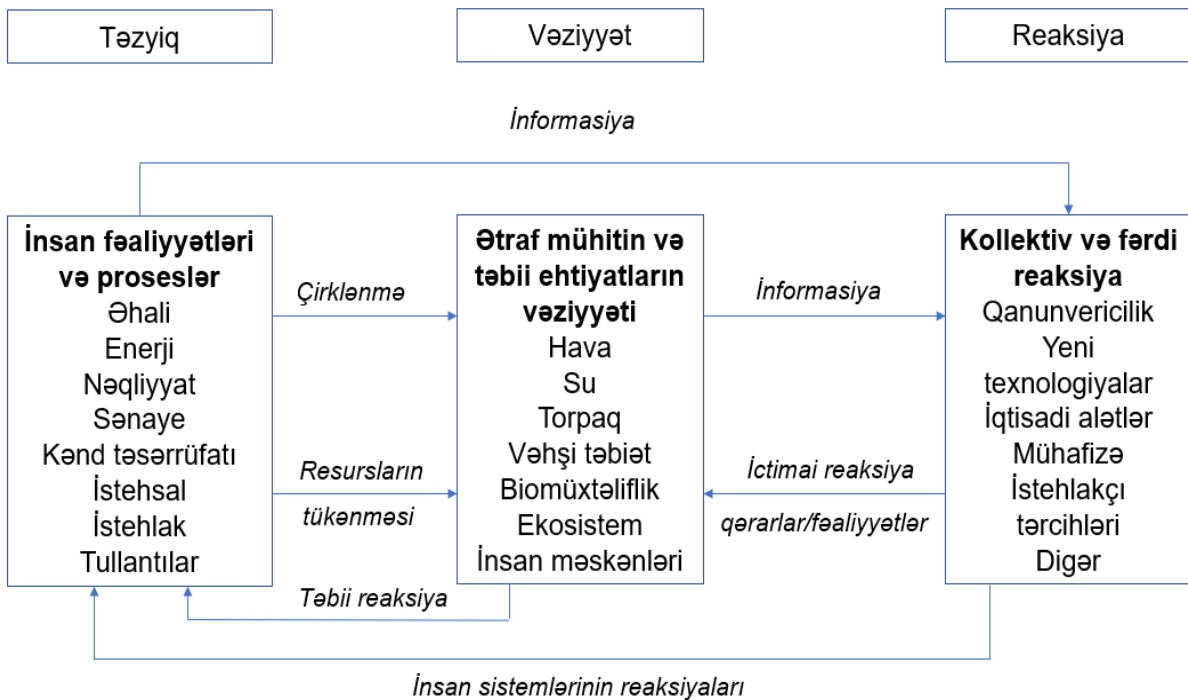 Təzyiq
Vəziyyət
Reaksiya
İnformasiya
İnsan fəaliyyətləri
və proseslər
Əhali
Enerji
Nəqliyyat
Sənaye
Kənd təsərrüfatı
İstehsal
İstehlak
Tullantılar
Çirklənmə
Resursların
tükənməsi
Təbii reaksiya
Ətraf mühitin və
təbii ehtiyatların
vəziyyəti
Hava
Su
Torpaq
Vəhşi təbiət
Biomüxtəliflik
Ekosistem
İnsan məskənləri
İnformasiya
İctimai reaksiya
qərarlar/fəaliyyətlər
Kollektiv və fərdi
reaksiya
Qanunvericilik
Yeni
texnologiyalar
İqtisadi alətlər
Mühafizə
İstehlakçı
tərcihləri
Digər
İnsan sistemlərinin reaksiyaları